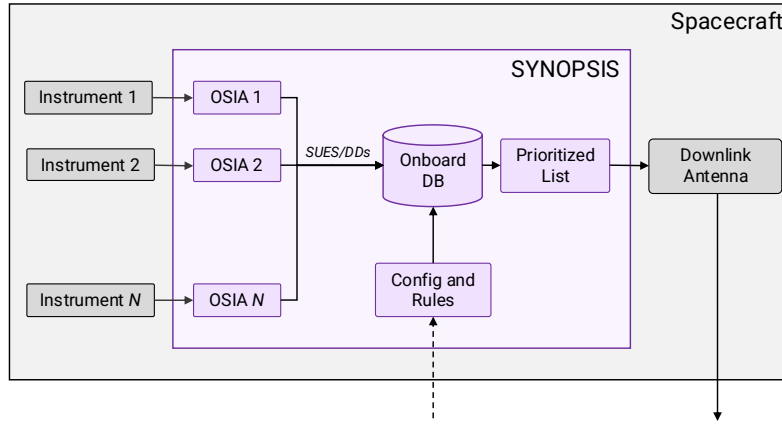 Spacecraft
SYNOPSIS
Instrument 1
OSIA 1
Instrument 2
OSIA 2
SUES/DDs
Onboard
DB
Prioritized
List
Downlink
Antenna
Instrument N
OSIA N
Config and
Rules